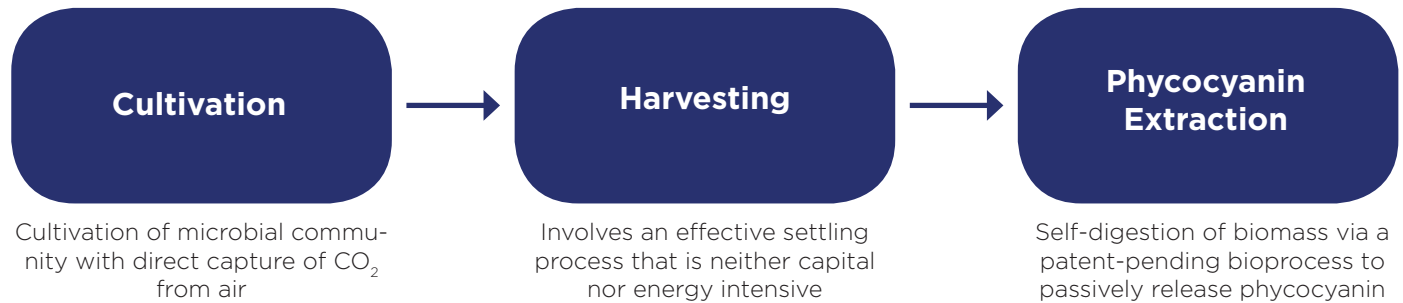 Cultivation
Cultivation of microbial commu-
nity with direct capture of CO₂
from air
Harvesting
Involves an effective settling
process that is neither capital
nor energy intensive
Phycocyanin
Extraction
Self-digestion of biomass via a
patent-pending bioprocess to
passively release phycocyanin